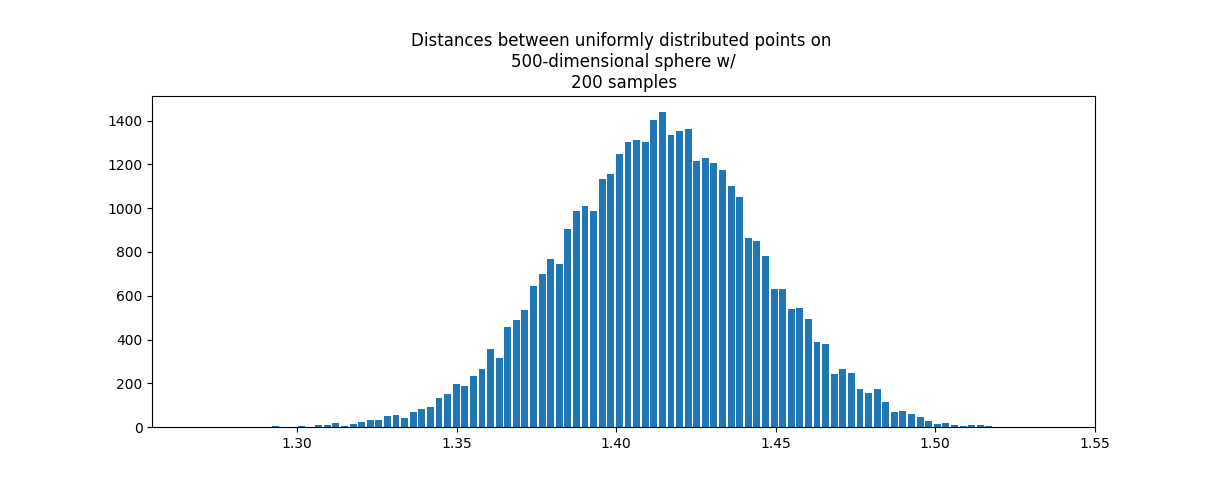 Distances between uniformly distributed points on
500-dimensional sphere w/
200 samples
1400
1200
1000
800
600
400
200
0
1.30 1.35 1.40 1.45 1.50 1.55